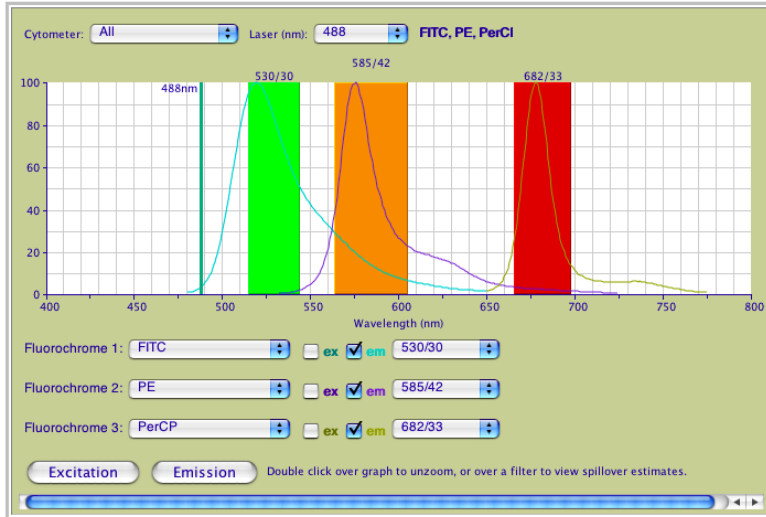 Cytometer: All Laser (nm): 488 FITC, PE, PerCl
585/42
530/30 682/33
488nm
100
80
60
40
20
0
400 450 500 550 600 650 700 750 800
Wavelength (nm)
Fluorochrome 1: FITC ex em 530/30
Fluorochrome 2: PE ex em 585/42
Fluorochrome 3: PerCP ex em 682/33
Excitation Emission Double click over graph to unzoom, or over a filter to view spillover estimates.